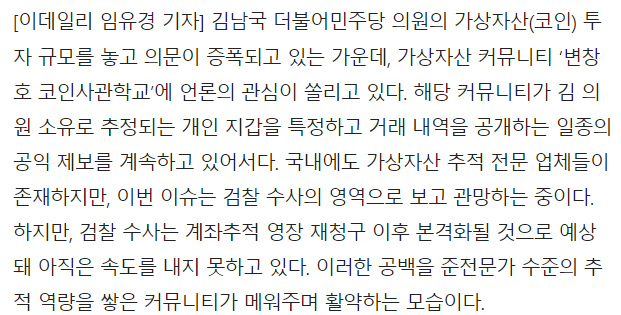 [이데일리 임유경 기자] 김남국 더불어민주당 의원의 가상자산(코인) 투
자 규모를 놓고 의문이 증폭되고 있는 가운데, 가상자산 커뮤니티 ‘변창
호 코인사관학교’에 언론의 관심이 쏠리고 있다. 해당 커뮤니티가 김 의
원 소유로 추정되는 개인 지갑을 특정하고 거래 내역을 공개하는 일종의
공익 제보를 계속하고 있어서다. 국내에도 가상자산 추적 전문 업체들이
존재하지만, 이번 이슈는 검찰 수사의 영역으로 보고 관망하는 중이다.
하지만, 검찰 수사는 계좌추적 영장 재청구 이후 본격화될 것으로 예상
돼 아직은 속도를 내지 못하고 있다. 이러한 공백을 준전문가 수준의 추
적 역량을 쌓은 커뮤니티가 메워주며 활약하는 모습이다.